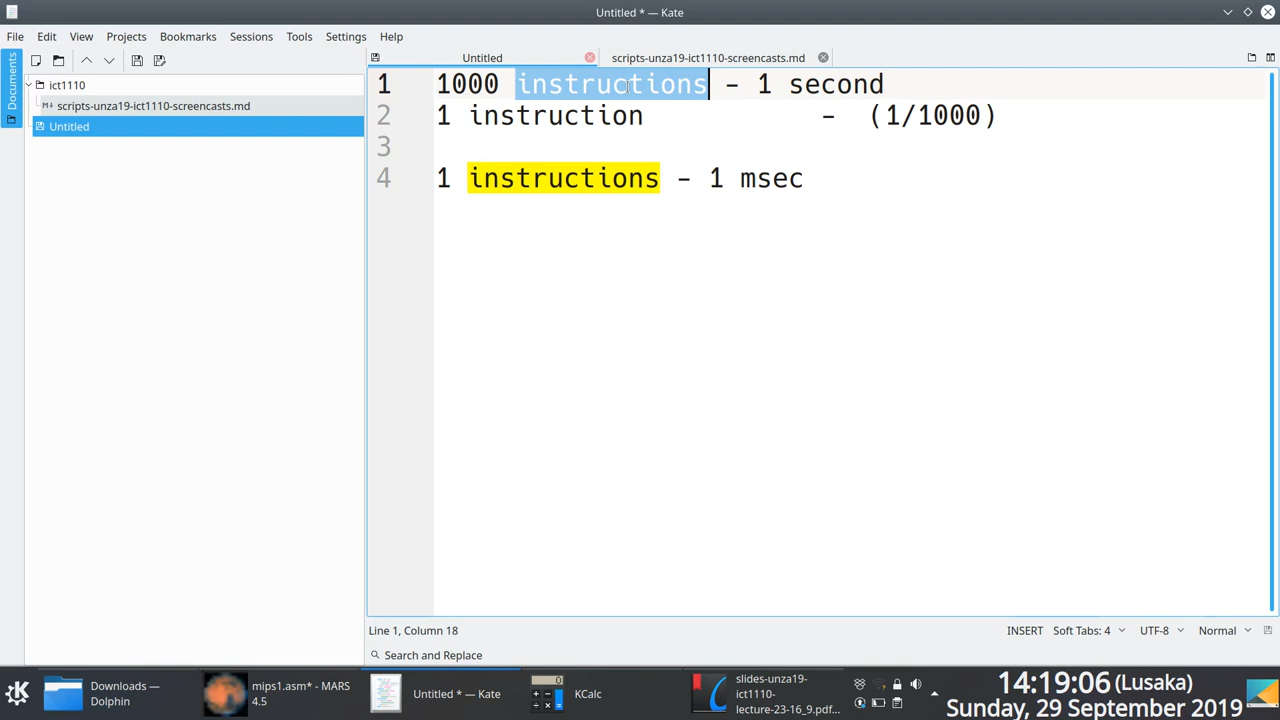 Untitled * — Kate
File Edit View Projects Bookmarks Sessions Tools Settings Help
Documents
Untitled
scripts-unza19-ict1110-screencasts.md
ict1110
scripts-unza19-ict1110-screencasts.md
Untitled
1 1000 instructions - 1 second
2 1 instruction - (1/1000)
3
4 1 instructions - 1 msec
Line 1, Column 18
INSERT Soft Tabs: 4 UTF-8 Normal
Search and Replace
Downloads — Dolphin
mips1.asm* - MARS 4.5
Untitled * — Kate
0
KCalc
slides-unza19-ict1110-lecture-23-16_9.pdf...
14:19:06 (Lusaka)
Sunday, 29 September 2019